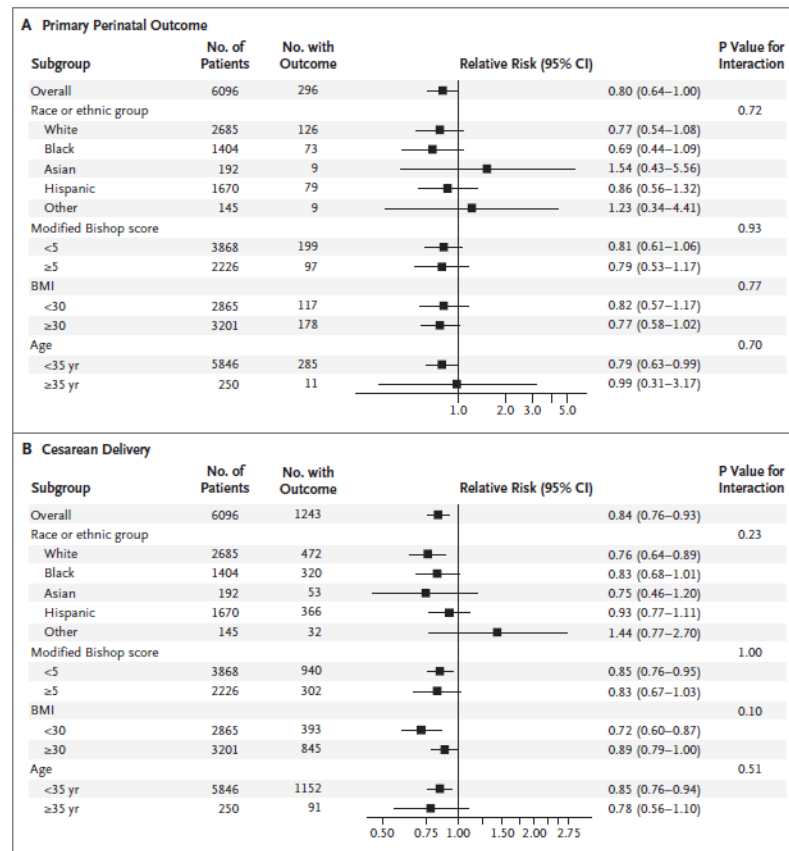 A Primary Perinatal Outcome
Subgroup No. of Patients No. with Outcome Relative Risk (95% CI) P Value for Interaction
Overall 6096 296 0.80 (0.64–1.00)
Race or ethnic group 0.72
White 2685 126 0.77 (0.54–1.08)
Black 1404 73 0.69 (0.44–1.09)
Asian 192 9 1.54 (0.43–5.56)
Hispanic 1670 79 0.86 (0.56–1.32)
Other 145 9 1.23 (0.34–4.41)
Modified Bishop score 0.93
<5 3868 199 0.81 (0.61–1.06)
≥5 2226 97 0.79 (0.53–1.17)
BMI 0.77
<30 2865 117 0.82 (0.57–1.17)
≥30 3201 178 0.77 (0.58–1.02)
Age 0.70
<35 yr 5846 285 0.79 (0.63–0.99)
≥35 yr 250 11 0.99 (0.31–3.17)
1.0 2.0 3.0 5.0
B Cesarean Delivery
Subgroup No. of Patients No. with Outcome Relative Risk (95% CI) P Value for Interaction
Overall 6096 1243 0.84 (0.76–0.93)
Race or ethnic group 0.23
White 2685 472 0.76 (0.64–0.89)
Black 1404 320 0.83 (0.68–1.01)
Asian 192 53 0.75 (0.46–1.20)
Hispanic 1670 366 0.93 (0.77–1.11)
Other 145 32 1.44 (0.77–2.70)
Modified Bishop score 1.00
<5 3868 940 0.85 (0.76–0.95)
≥5 2226 302 0.83 (0.67–1.03)
BMI 0.10
<30 2865 393 0.72 (0.60–0.87)
≥30 3201 845 0.89 (0.79–1.00)
Age 0.51
<35 yr 5846 1152 0.85 (0.76–0.94)
≥35 yr 250 91 0.78 (0.56–1.10)
0.50 0.75 1.00 1.50 2.00 2.75